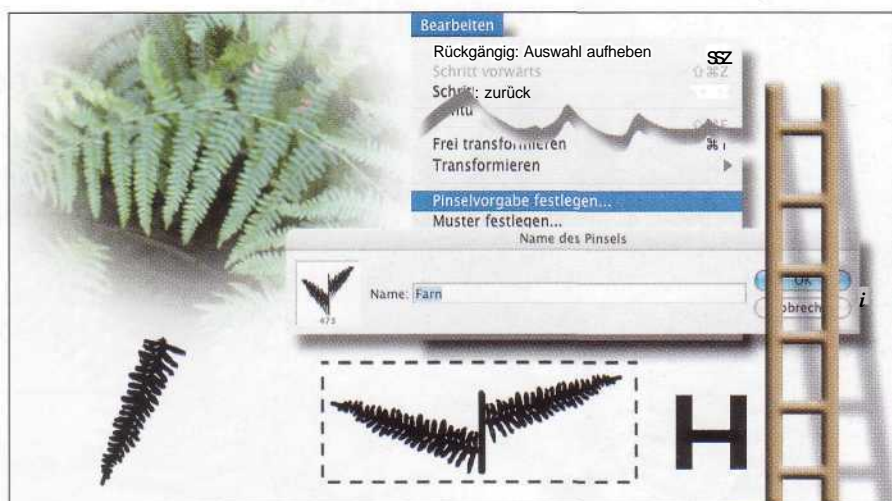 Bearbeiten
Rückgängig: Auswahl aufheben SSZ
Schritt vorwärts ⇧⌘Z
: zurück
Frei transformieren ⌘T
Transformieren
Pinselvorgabe festlegen...
Muster festlegen...
Name des Pinsels
Name: Farn
OK
473
i
H